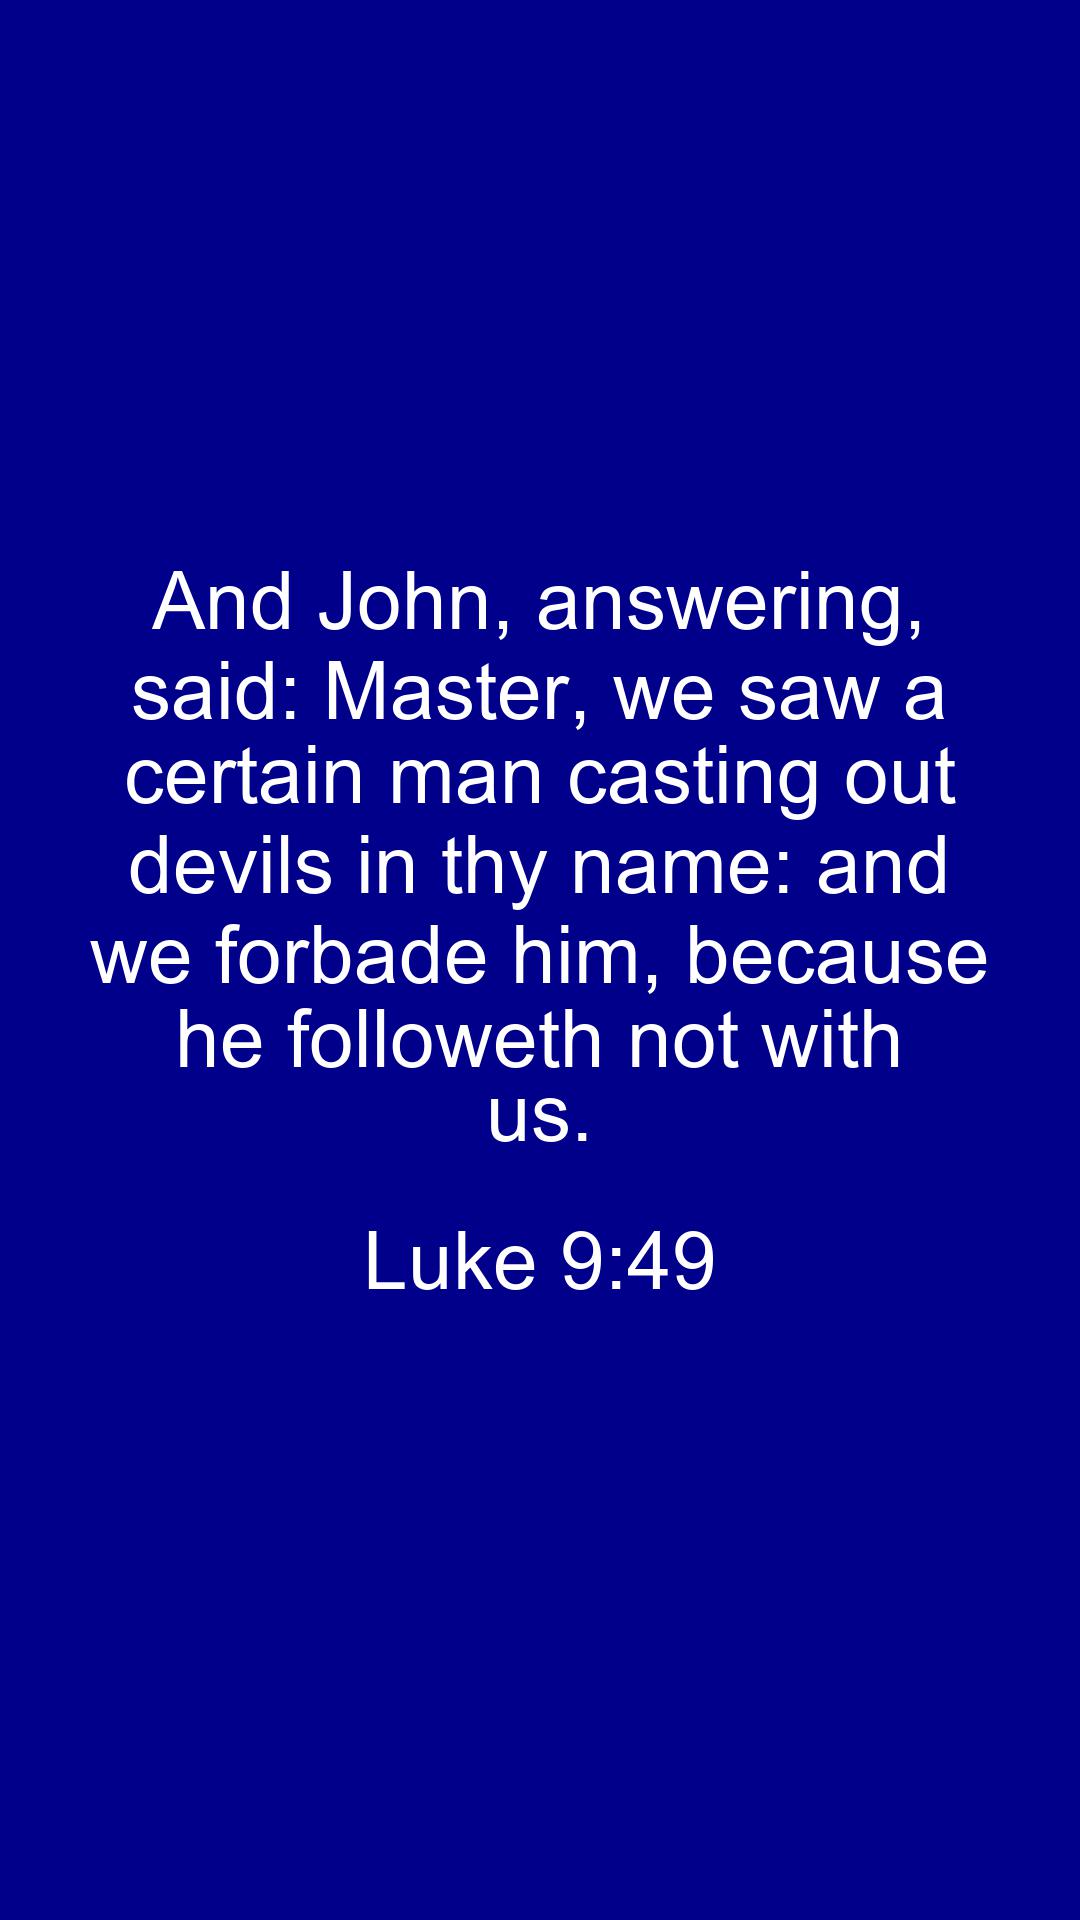 And John, answering,
said: Master, we saw a
certain man casting out
devils in thy name: and
we forbade him, because
he followeth not with
us.
Luke 9:49